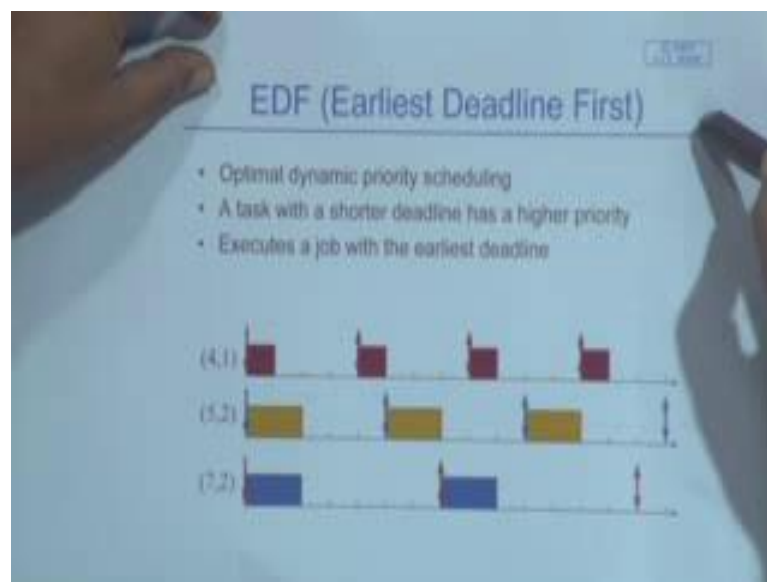 EDF (Earliest Deadline First)
• Optimal dynamic priority scheduling
• A task with a shorter deadline has a higher priority
• Executes a job with the earliest deadline
(4,1)
(5,2)
(7,2)